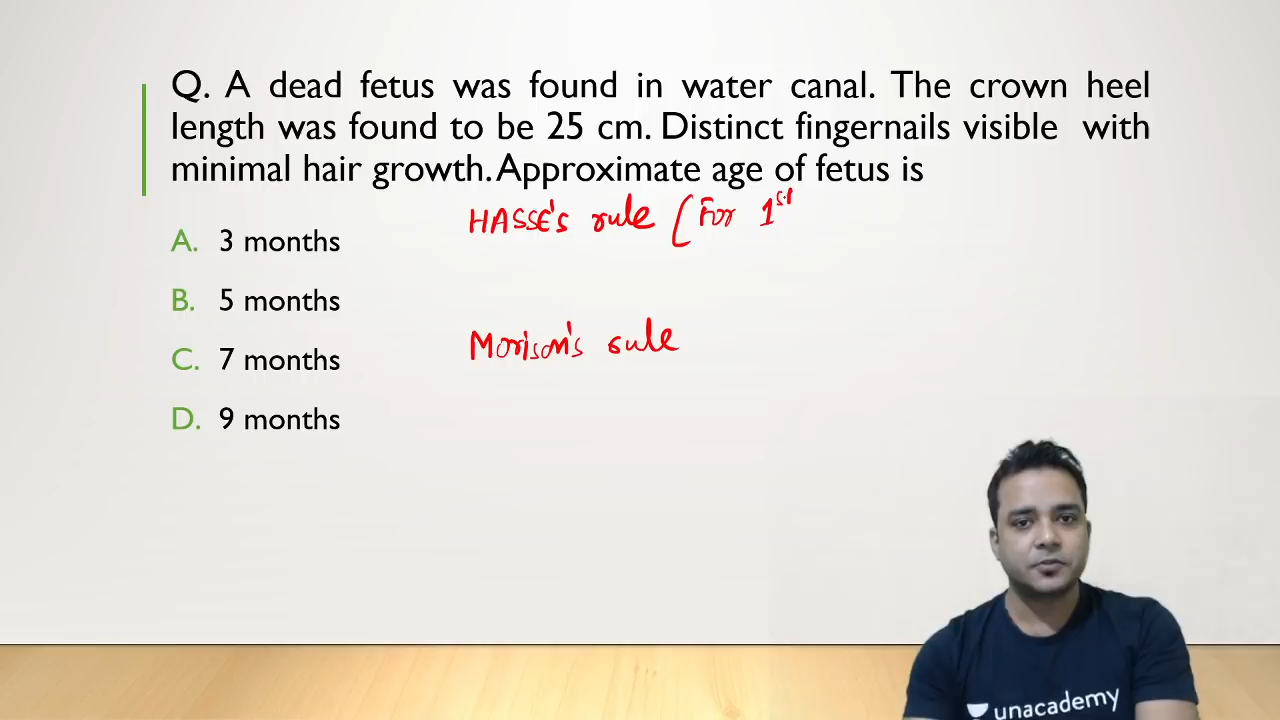 Q. A dead fetus was found in water canal. The crown heel
length was found to be 25 cm. Distinct fingernails visible with
minimal hair growth. Approximate age of fetus is
HASSE's rule [For 1st
A. 3 months
B. 5 months
Morison's rule
C. 7 months
D. 9 months
unacademy